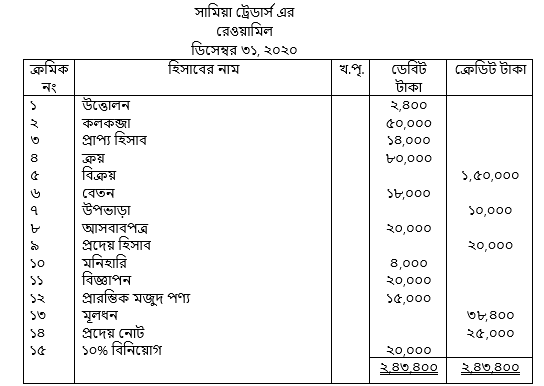 সামিয়া ট্রেডার্স এর
রেওয়ামিল
ডিসেম্বর ৩১, ২০২০
ক্রমিক নং হিসাবের নাম খ.পৃ. ডেবিট টাকা ক্রেডিট টাকা
১ উত্তোলন ২,৪০০
২ কলকব্জা ৫০,০০০
৩ প্রাপ্য হিসাব ১৪,০০০
৪ ক্রয় ৮০,০০০
৫ বিক্রয় ১,৫০,০০০
৬ বেতন ১৮,০০০
৭ উপভাড়া ১০,০০০
৮ আসবাবপত্র ২০,০০০
৯ প্রদেয় হিসাব ২০,০০০
১০ মনিহারি ৪,০০০
১১ বিজ্ঞাপন ২০,০০০
১২ প্রারম্ভিক মজুদ পণ্য ১৫,০০০
১৩ মূলধন ৩৮,৪০০
১৪ প্রদেয় নোট ২৫,০০০
১৫ ১০% বিনিয়োগ ২০,০০০
২,৪৩,৪০০ ২,৪৩,৪০০